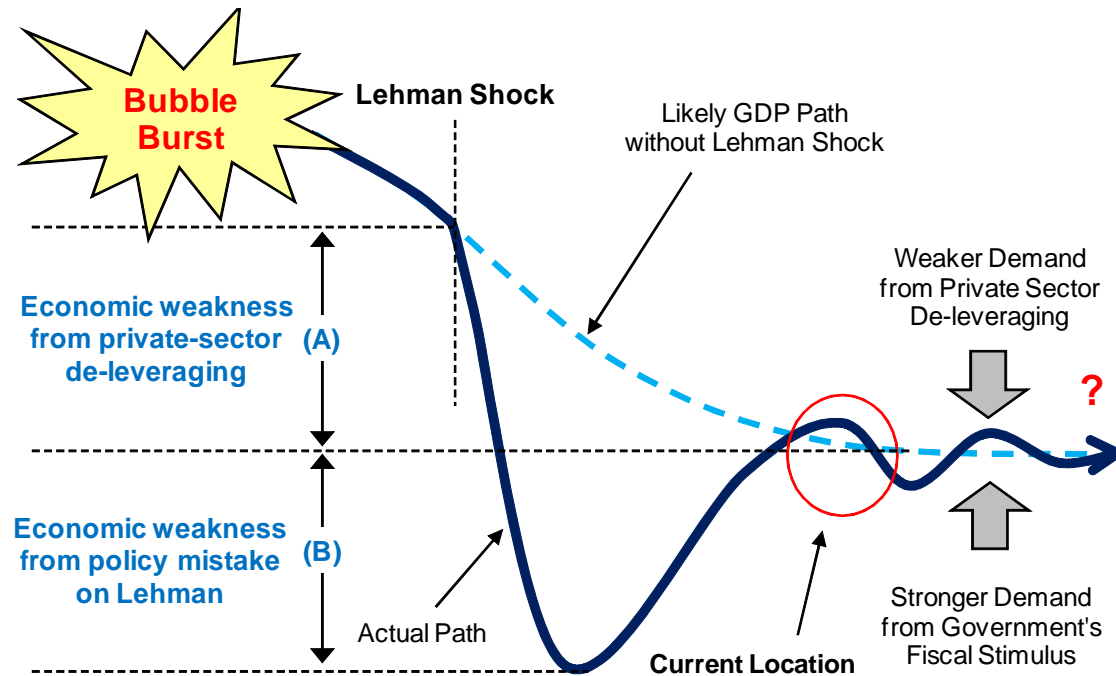 Bubble
Burst
Lehman Shock
Likely GDP Path
without Lehman Shock
Weaker Demand
from Private Sector
De-leveraging
?
Economic weakness
from private-sector
de-leveraging
(A)
Economic weakness
from policy mistake
on Lehman
(B)
Actual Path
Current Location
Stronger Demand
from Government's
Fiscal Stimulus